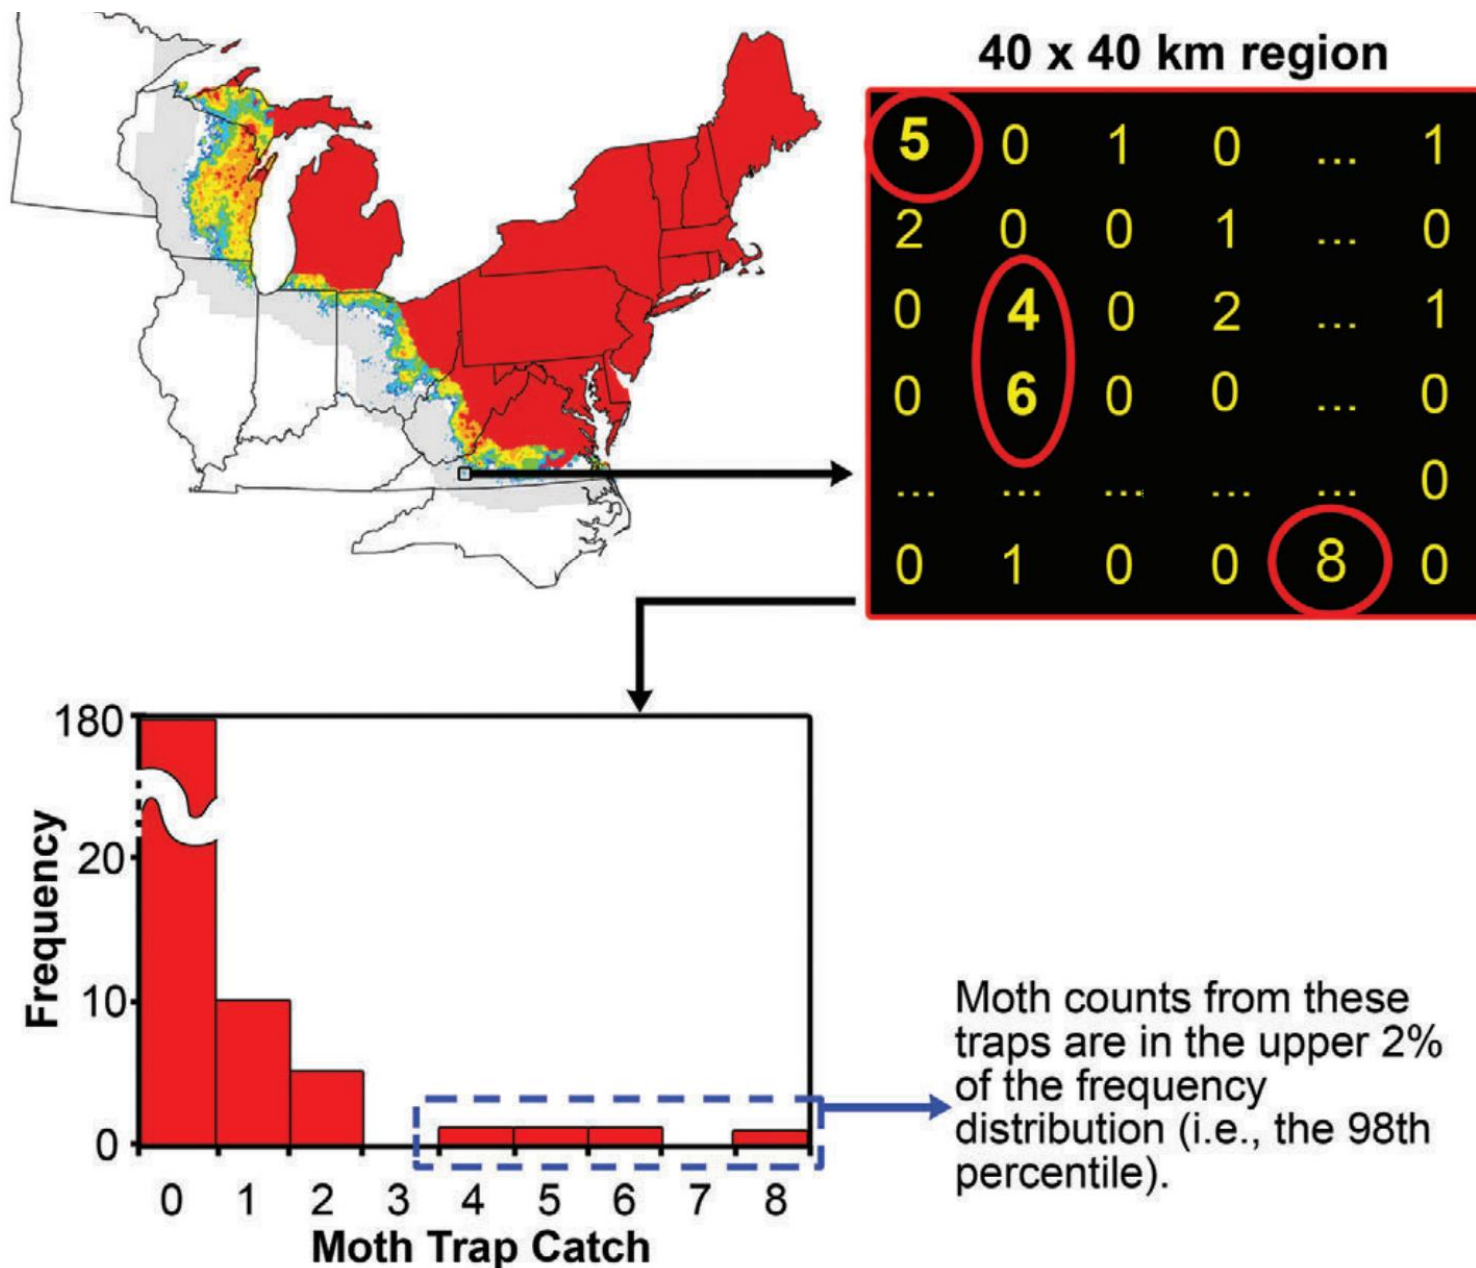 40 x 40 km region
5 0 1 0 ... 1
2 0 0 1 ... 0
0 4 0 2 ... 1
0 6 0 0 ... 0
... ... ... ... ... 0
0 1 0 0 8 0
180
20
10
0
Frequency
0 1 2 3 4 5 6 7 8
Moth Trap Catch
Moth counts from these
traps are in the upper 2%
of the frequency
distribution (i.e., the 98th
percentile).